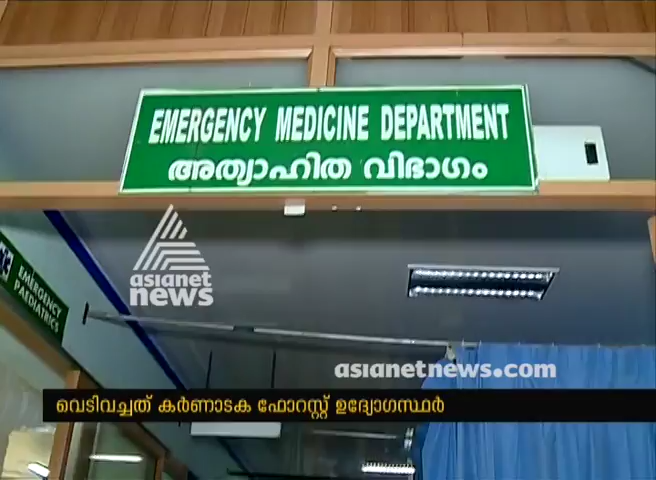 EMERGENCY MEDICINE DEPARTMENT
അത്യാഹിത വിഭാഗം
EMERGENCY
PAEDIATRICS
asianet
news
asianetnews.com
വെടിവച്ചത് കർണാടക ഫോറസ്റ്റ് ഉദ്യോഗസ്ഥർ